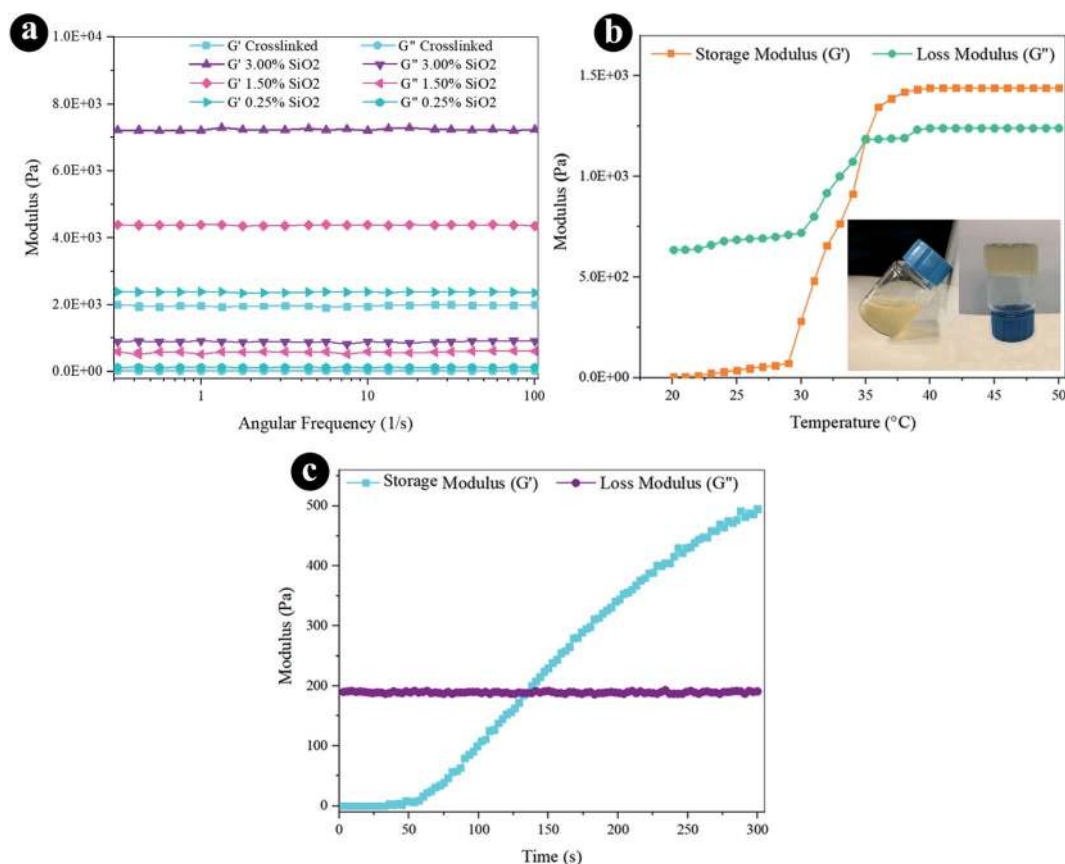 a
G' Crosslinked G" Crosslinked
G' 3.00% SiO2 G" 3.00% SiO2
G' 1.50% SiO2 G" 1.50% SiO2
G' 0.25% SiO2 G" 0.25% SiO2
1.0E+04
8.0E+03
6.0E+03
4.0E+03
2.0E+03
0.0E+00
Modulus (Pa)
1 10 100
Angular Frequency (1/s)
b
Storage Modulus (G') Loss Modulus (G")
1.5E+03
1.0E+03
5.0E+02
0.0E+00
Modulus (Pa)
20 25 30 35 40 45 50
Temperature (°C)
c
Storage Modulus (G') Loss Modulus (G")
500
400
300
200
100
0
Modulus (Pa)
0 50 100 150 200 250 300
Time (s)